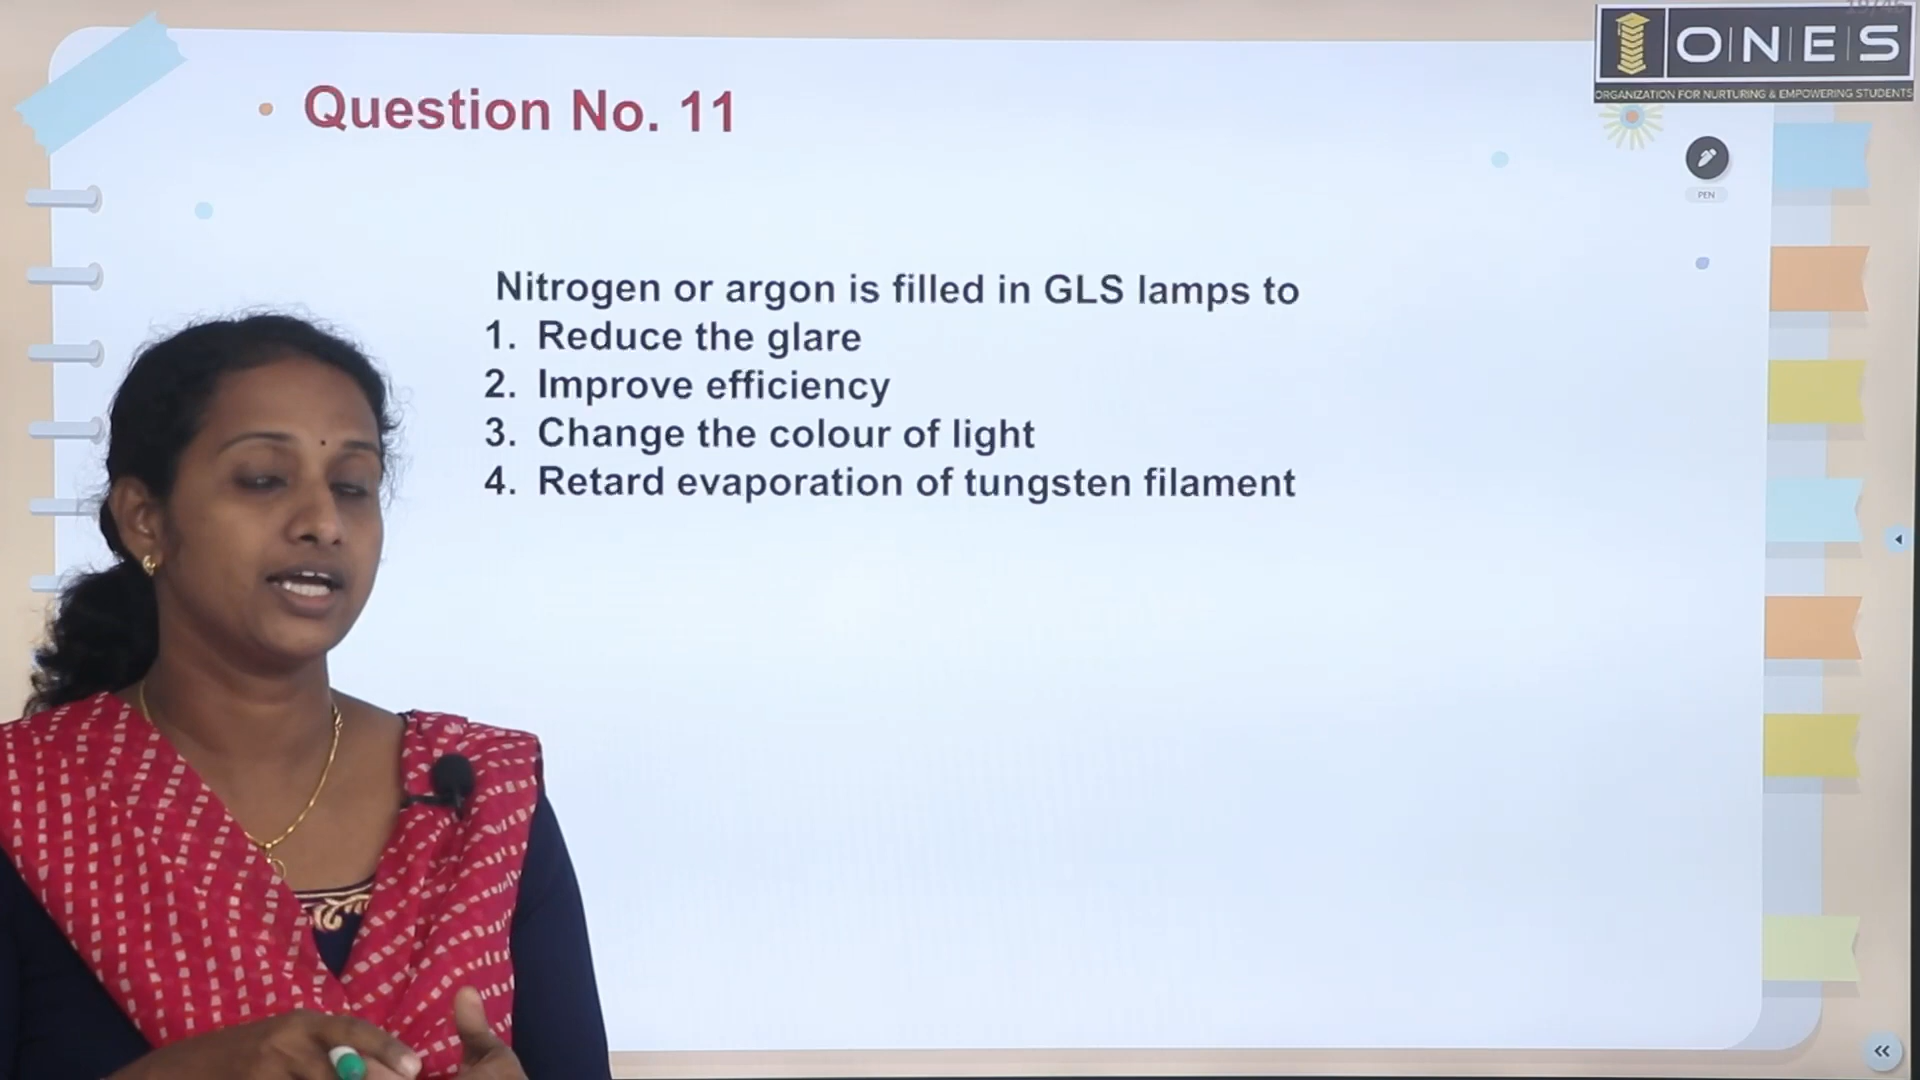 ONES
ORGANIZATION FOR NURTURING & EMPOWERING STUDENTS
• Question No. 11
PEN
Nitrogen or argon is filled in GLS lamps to
1. Reduce the glare
2. Improve efficiency
3. Change the colour of light
4. Retard evaporation of tungsten filament